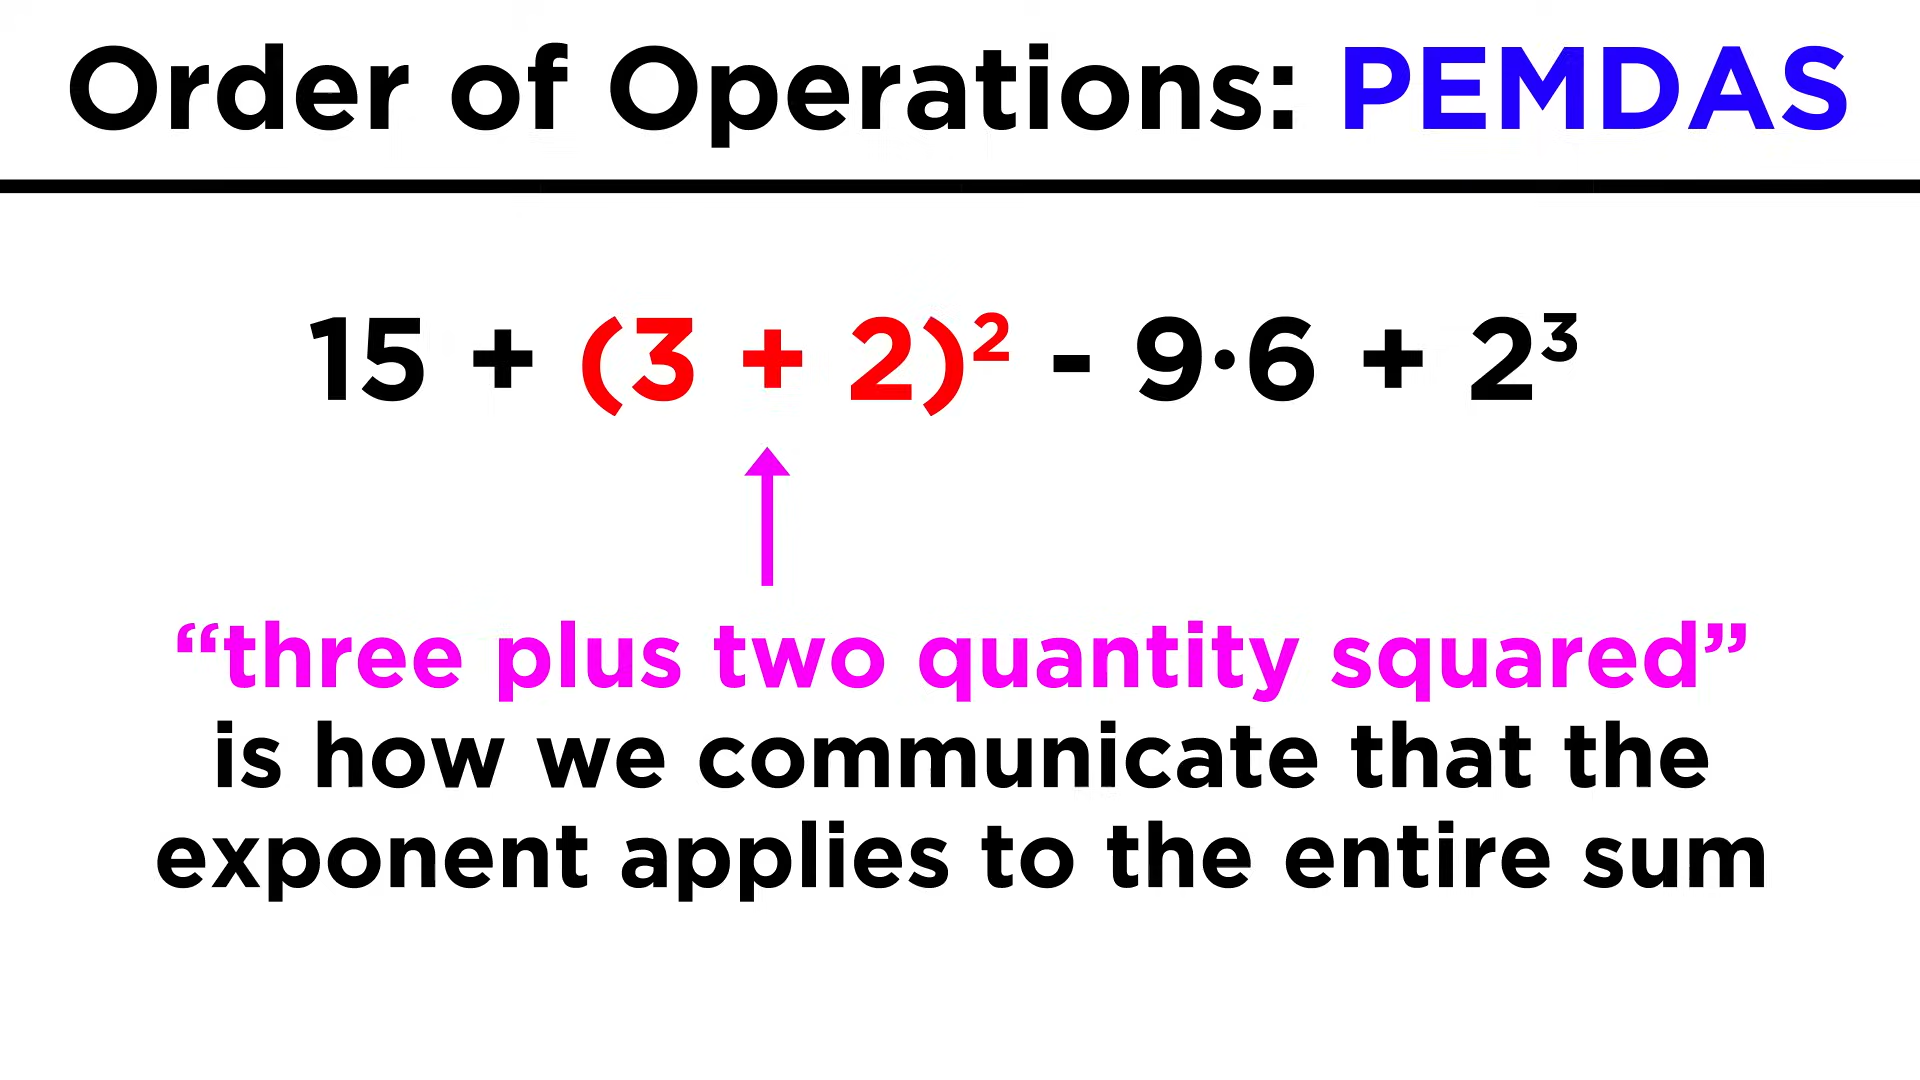 Order of Operations: PEMDAS
15 + (3 + 2)² - 9·6 + 2³
“three plus two quantity squared”
is how we communicate that the
exponent applies to the entire sum